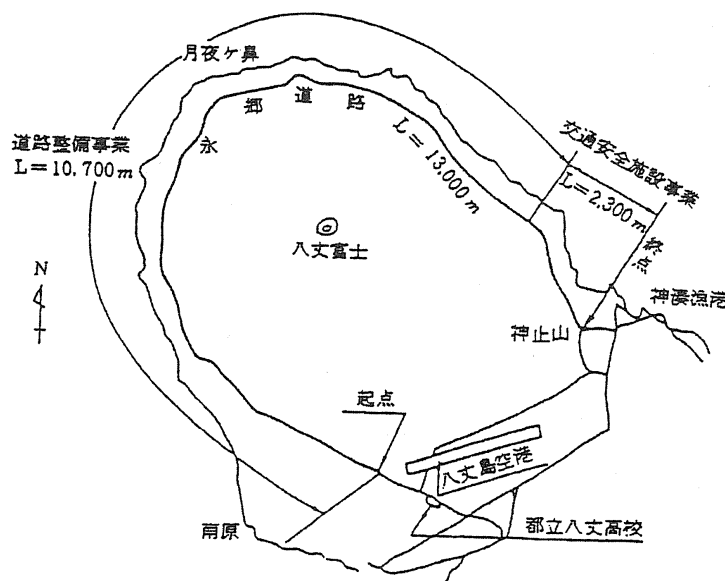 月夜ケ鼻
永郷道路
道路整備事業
L=10,700m
L=13,000m
交通安全施設事業
L=2,300m
終点
八丈富士
N
神湊漁港
神止山
起点
八丈島空港
南原
都立八丈高校